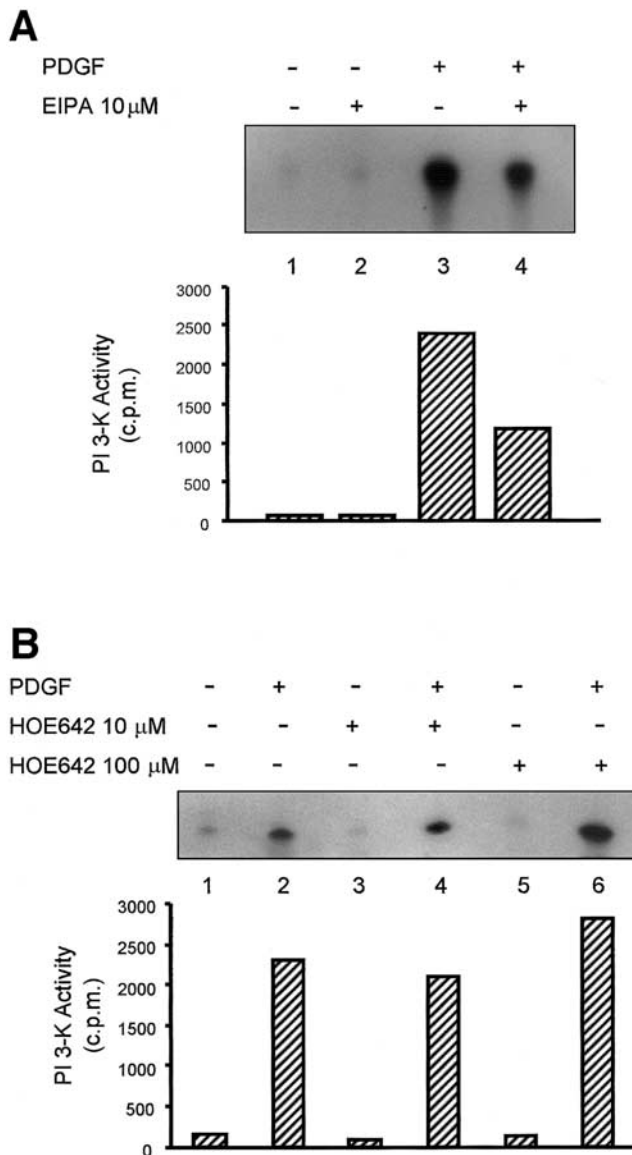 A
PDGF - - + +
EIPA 10 µM - + - +
1 2 3 4
3000
2500
2000
1500
1000
500
0
PI 3-K Activity
(c.p.m.)
B
PDGF - + - + - +
HOE642 10 µM - - + + - -
HOE642 100 µM - - - - + +
1 2 3 4 5 6
3000
2500
2000
1500
1000
500
0
PI 3-K Activity
(c.p.m.)